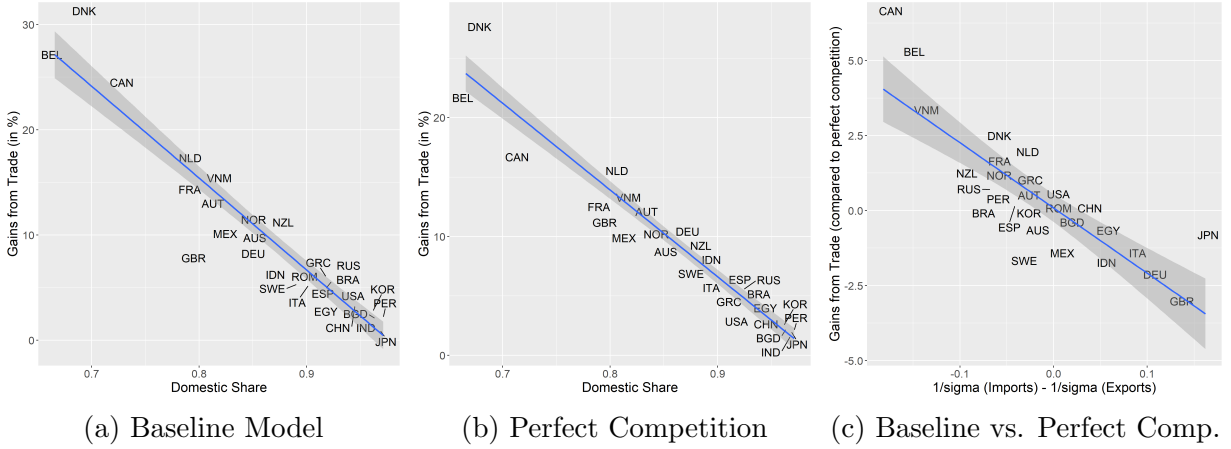 Gains from Trade (in %)
30
20
10
0
DNK
BEL
CAN
NLD
VNM
FRA
AUT
NOR
NZL
MEX
AUS
GBR
DEU
GRC
RUS
IDN
ROM
BRA
SWE
KOR
ESP
USA
ITA
PER
EGY
BGD
CHN
IND
JPN
0.7 0.8 0.9
Domestic Share
(a) Baseline Model
Gains from Trade (in %)
20
10
0
DNK
BEL
CAN
NLD
VNM
FRA
AUT
GBR
DEU
MEX
NOR
NZL
AUS
IDN
SWE
ESP
RUS
ITA
BRA
GRC
KOR
EGY
PER
USA
CHN
BGD
JPN
IND
0.7 0.8 0.9
Domestic Share
(b) Perfect Competition
Gains from Trade (compared to perfect competition)
5.0
2.5
0.0
-2.5
-5.0
CAN
BEL
VNM
DNK
NLD
FRA
NZL
NOR
GRC
RUS
AUT
USA
PER
BRA
KOR
ROM
CHN
ESP
AUS
BGD
EGY
JPN
SWE
MEX
ITA
IDN
DEU
GBR
-0.1 0.0 0.1
1/sigma (Imports) - 1/sigma (Exports)
(c) Baseline vs. Perfect Comp.